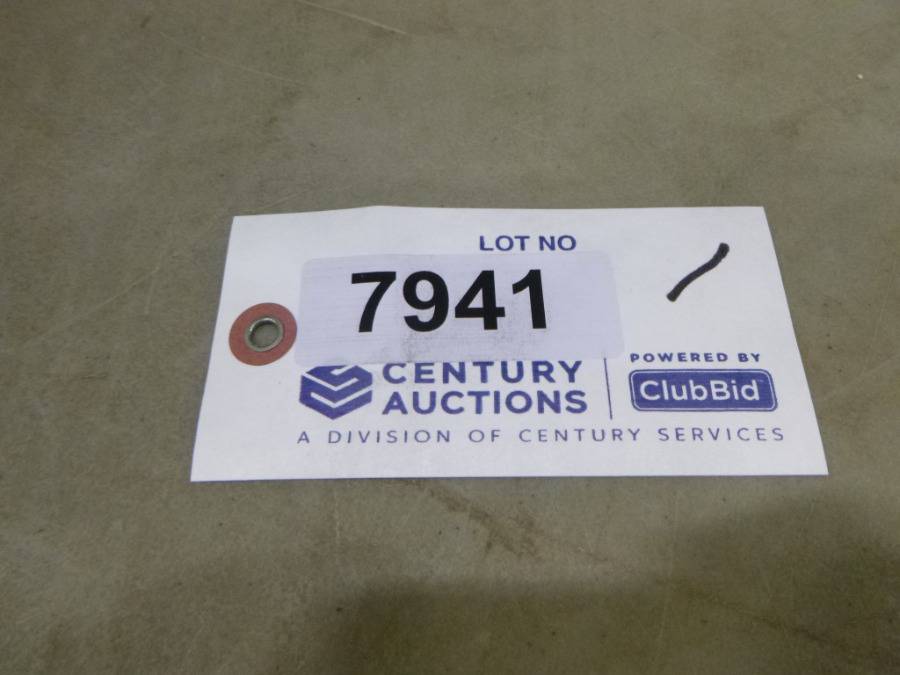 LOT NO
7941
CENTURY
AUCTIONS
POWERED BY
ClubBid
A DIVISION OF CENTURY SERVICES